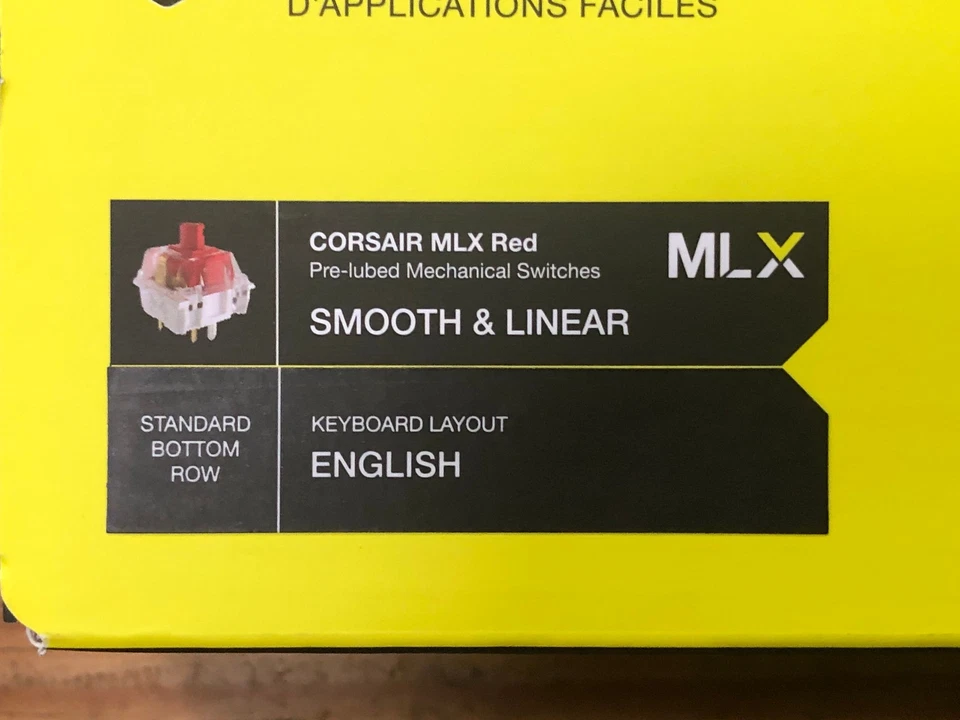 D'APPLICATIONS FACILES
CORSAIR MLX Red
Pre-lubed Mechanical Switches
MLX
SMOOTH & LINEAR
STANDARD
BOTTOM
ROW
KEYBOARD LAYOUT
ENGLISH